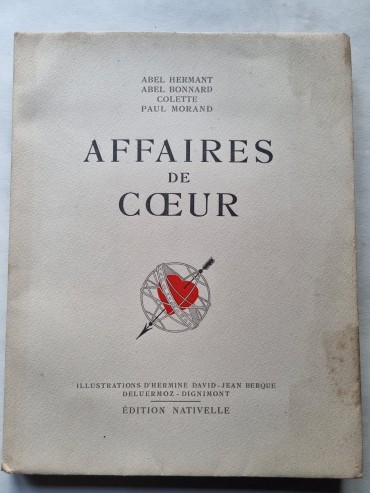 ABEL HERMANT
ABEL BONNARD
COLETTE
PAUL MORAND
AFFAIRES
DE
CŒUR
ILLUSTRATIONS D'HERMINE DAVID-JEAN BERQUE
DELUERMOZ - DIGNIMONT
ÉDITION NATIVELLE